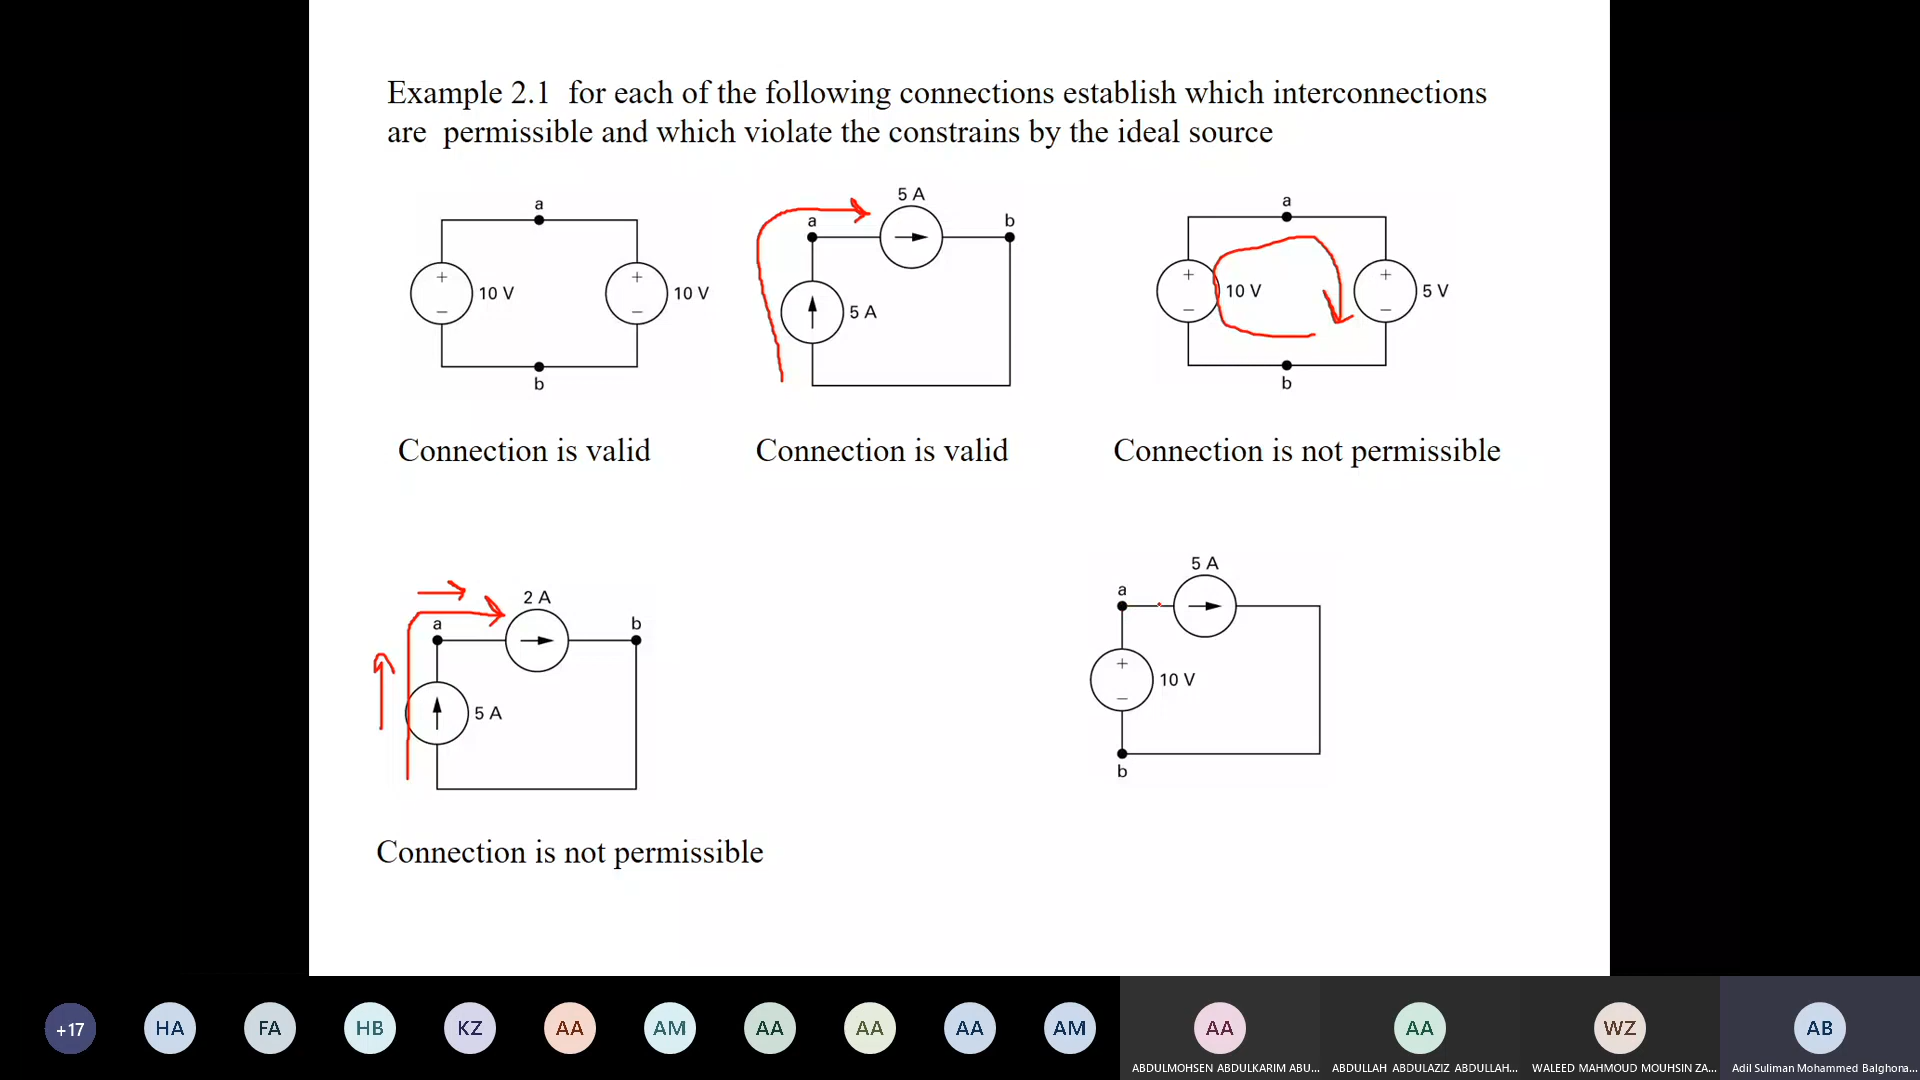 Example 2.1 for each of the following connections establish which interconnections
are permissible and which violate the constrains by the ideal source
a
+
−
10 V
+
−
10 V
b
5 A
a
b
5 A
a
+
−
10 V
+
−
5 V
b
Connection is valid
Connection is valid
Connection is not permissible
2 A
a
b
5 A
5 A
a
+
−
10 V
b
Connection is not permissible
+17
HA
FA
HB
KZ
AA
AM
AA
AA
AA
AM
AA
ABDULMOHSEN ABDULKARIM ABU...
AA
ABDULLAH ABDULAZIZ ABDULLAH...
WZ
WALEED MAHMOUD MOUHSIN ZA...
AB
Adil Suliman Mohammed Balghona...